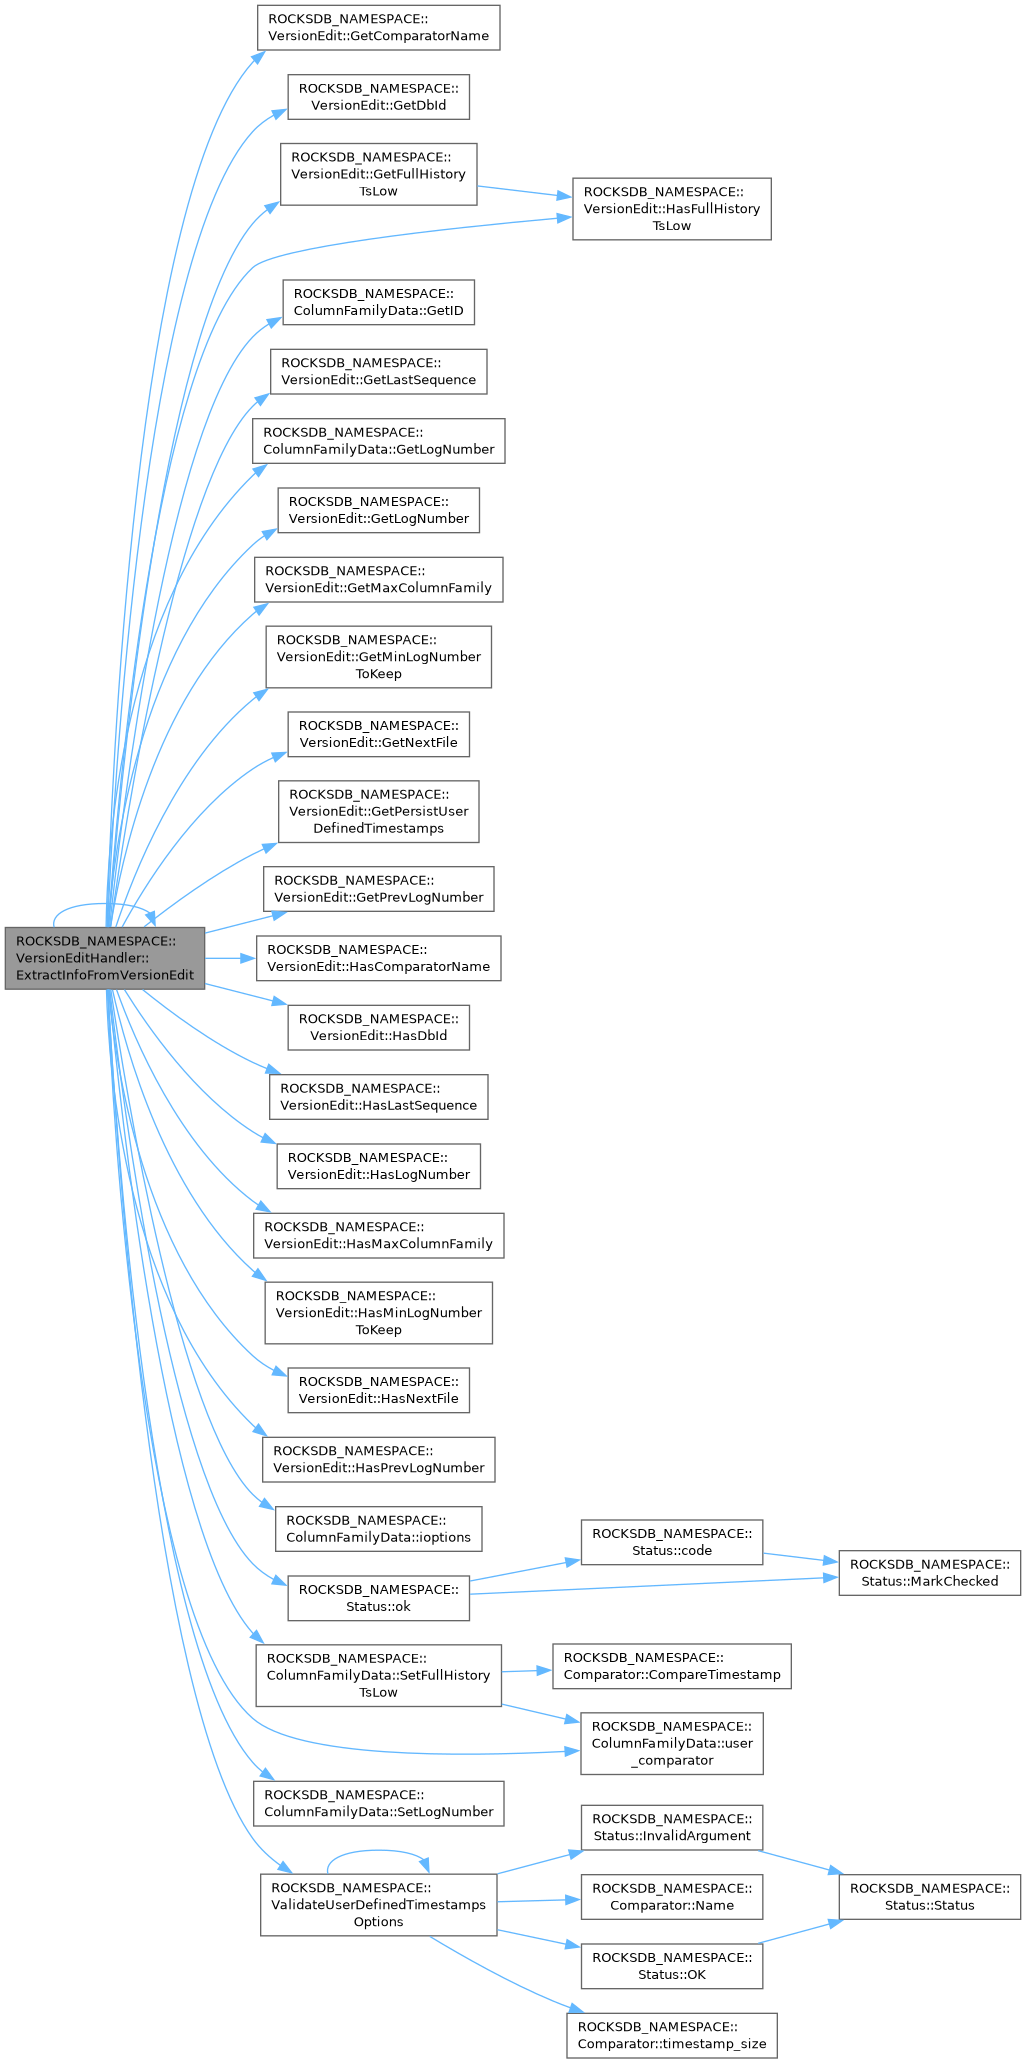 ROCKSDB_NAMESPACE::
VersionEdit::GetComparatorName
ROCKSDB_NAMESPACE::
VersionEdit::GetDbId
ROCKSDB_NAMESPACE::
VersionEdit::GetFullHistory
TsLow
ROCKSDB_NAMESPACE::
VersionEdit::HasFullHistory
TsLow
ROCKSDB_NAMESPACE::
ColumnFamilyData::GetID
ROCKSDB_NAMESPACE::
VersionEdit::GetLastSequence
ROCKSDB_NAMESPACE::
ColumnFamilyData::GetLogNumber
ROCKSDB_NAMESPACE::
VersionEdit::GetLogNumber
ROCKSDB_NAMESPACE::
VersionEdit::GetMaxColumnFamily
ROCKSDB_NAMESPACE::
VersionEdit::GetMinLogNumber
ToKeep
ROCKSDB_NAMESPACE::
VersionEdit::GetNextFile
ROCKSDB_NAMESPACE::
VersionEdit::GetPersistUser
DefinedTimestamps
ROCKSDB_NAMESPACE::
VersionEdit::GetPrevLogNumber
ROCKSDB_NAMESPACE::
VersionEditHandler::
ExtractInfoFromVersionEdit
ROCKSDB_NAMESPACE::
VersionEdit::HasComparatorName
ROCKSDB_NAMESPACE::
VersionEdit::HasDbId
ROCKSDB_NAMESPACE::
VersionEdit::HasLastSequence
ROCKSDB_NAMESPACE::
VersionEdit::HasLogNumber
ROCKSDB_NAMESPACE::
VersionEdit::HasMaxColumnFamily
ROCKSDB_NAMESPACE::
VersionEdit::HasMinLogNumber
ToKeep
ROCKSDB_NAMESPACE::
VersionEdit::HasNextFile
ROCKSDB_NAMESPACE::
VersionEdit::HasPrevLogNumber
ROCKSDB_NAMESPACE::
ColumnFamilyData::ioptions
ROCKSDB_NAMESPACE::
Status::code
ROCKSDB_NAMESPACE::
Status::MarkChecked
ROCKSDB_NAMESPACE::
Status::ok
ROCKSDB_NAMESPACE::
ColumnFamilyData::SetFullHistory
TsLow
ROCKSDB_NAMESPACE::
Comparator::CompareTimestamp
ROCKSDB_NAMESPACE::
ColumnFamilyData::user
_comparator
ROCKSDB_NAMESPACE::
ColumnFamilyData::SetLogNumber
ROCKSDB_NAMESPACE::
Status::InvalidArgument
ROCKSDB_NAMESPACE::
ValidateUserDefinedTimestamps
Options
ROCKSDB_NAMESPACE::
Comparator::Name
ROCKSDB_NAMESPACE::
Status::Status
ROCKSDB_NAMESPACE::
Status::OK
ROCKSDB_NAMESPACE::
Comparator::timestamp_size